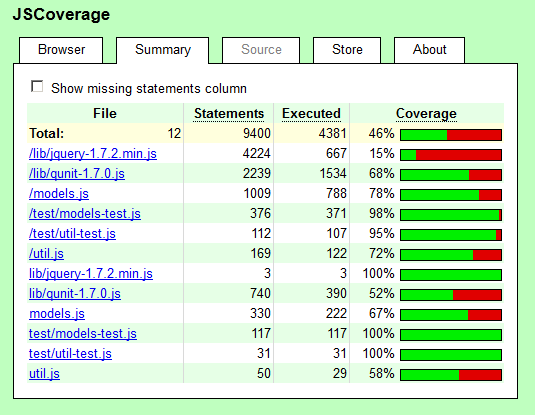 JSCoverage
Browser Summary Source Store About
Show missing statements column
File Statements Executed Coverage
Total: 12 9400 4381 46%
/lib/jquery-1.7.2.min.js 4224 667 15%
/lib/qunit-1.7.0.js 2239 1534 68%
/models.js 1009 788 78%
/test/models-test.js 376 371 98%
/test/util-test.js 112 107 95%
/util.js 169 122 72%
lib/jquery-1.7.2.min.js 3 3 100%
lib/qunit-1.7.0.js 740 390 52%
models.js 330 222 67%
test/models-test.js 117 117 100%
test/util-test.js 31 31 100%
util.js 50 29 58%